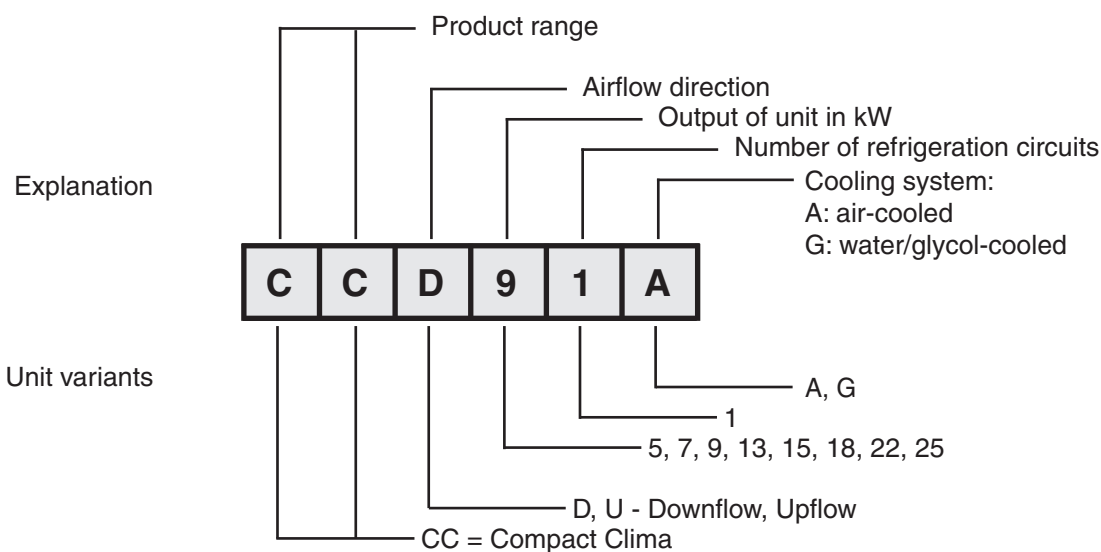 Product range
Airflow direction
Output of unit in kW
Number of refrigeration circuits
Explanation
Cooling system:
A: air-cooled
G: water/glycol-cooled
C C D 9 1 A
Unit variants
A, G
1
5, 7, 9, 13, 15, 18, 22, 25
D, U - Downflow, Upflow
CC = Compact Clima